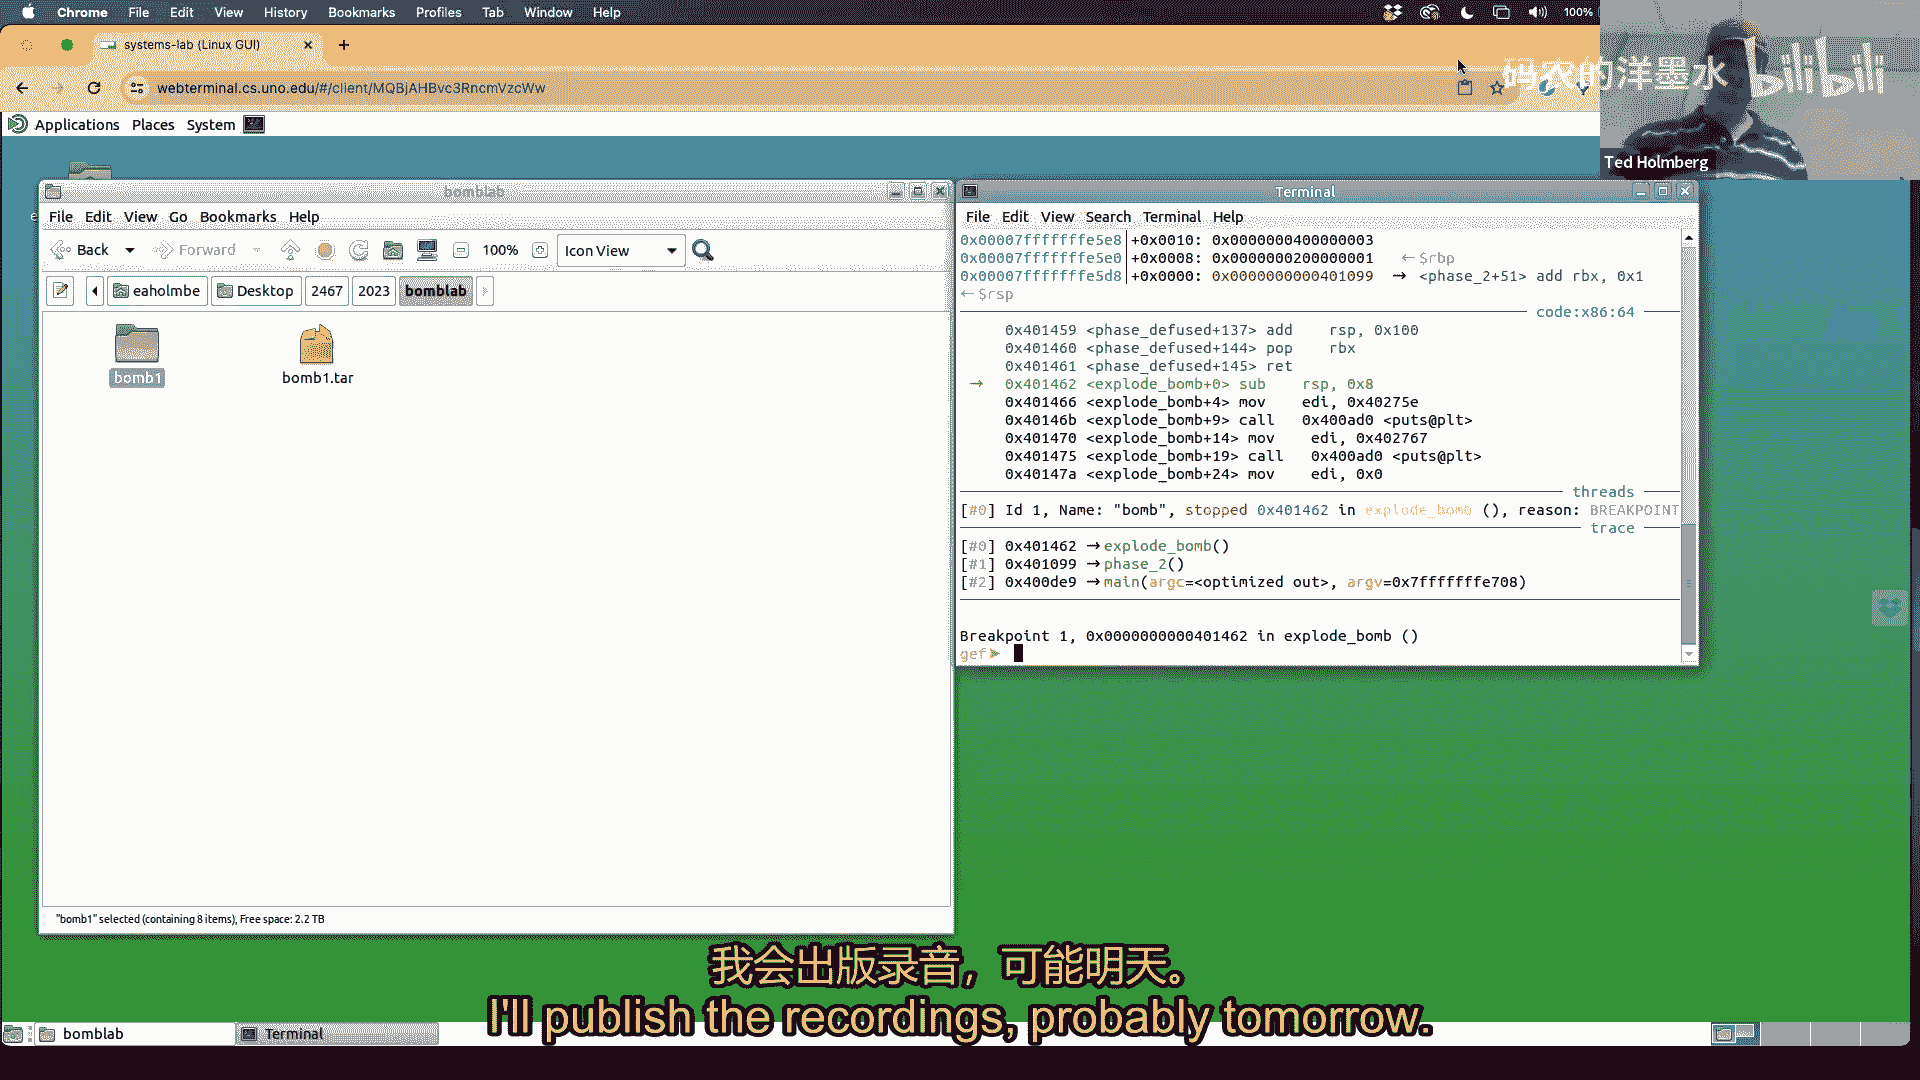 Chrome File Edit View History Bookmarks Profiles Tab Window Help 100%
systems-lab (Linux GUI)
webterminal.cs.uno.edu/#/client/MQBjAHBvc3RncmVzcWw
码农的洋墨水 bilibili
Applications Places System
Ted Holmberg
bomblab
File Edit View Go Bookmarks Help
Back Forward 100% Icon View
eaholmbe Desktop 2467 2023 bomblab
bomb1
bomb1.tar
"bomb1" selected (containing 8 items), Free space: 2.2 TB
Terminal
File Edit View Search Terminal Help
0x00007fffffffe5e8│+0x0010: 0x0000000400000003
0x00007fffffffe5e0│+0x0008: 0x0000000200000001 ←$rbp
0x00007fffffffe5d8│+0x0000: 0x0000000000401099 → <phase_2+51> add rbx, 0x1
←$rsp
code:x86:64
0x401459 <phase_defused+137> add rsp, 0x100
0x401460 <phase_defused+144> pop rbx
0x401461 <phase_defused+145> ret
→ 0x401462 <explode_bomb+0> sub rsp, 0x8
0x401466 <explode_bomb+4> mov edi, 0x40275e
0x40146b <explode_bomb+9> call 0x400ad0 <puts@plt>
0x401470 <explode_bomb+14> mov edi, 0x402767
0x401475 <explode_bomb+19> call 0x400ad0 <puts@plt>
0x40147a <explode_bomb+24> mov edi, 0x0
threads
[#0] Id 1, Name: "bomb", stopped 0x401462 in explode_bomb (), reason: BREAKPOINT
trace
[#0] 0x401462 → explode_bomb()
[#1] 0x401099 → phase_2()
[#2] 0x400de9 → main(argc=<optimized out>, argv=0x7fffffffe708)
Breakpoint 1, 0x0000000000401462 in explode_bomb ()
gef➤
我会出版录音，可能明天。
I'll publish the recordings, probably tomorrow.
bomblab
Terminal